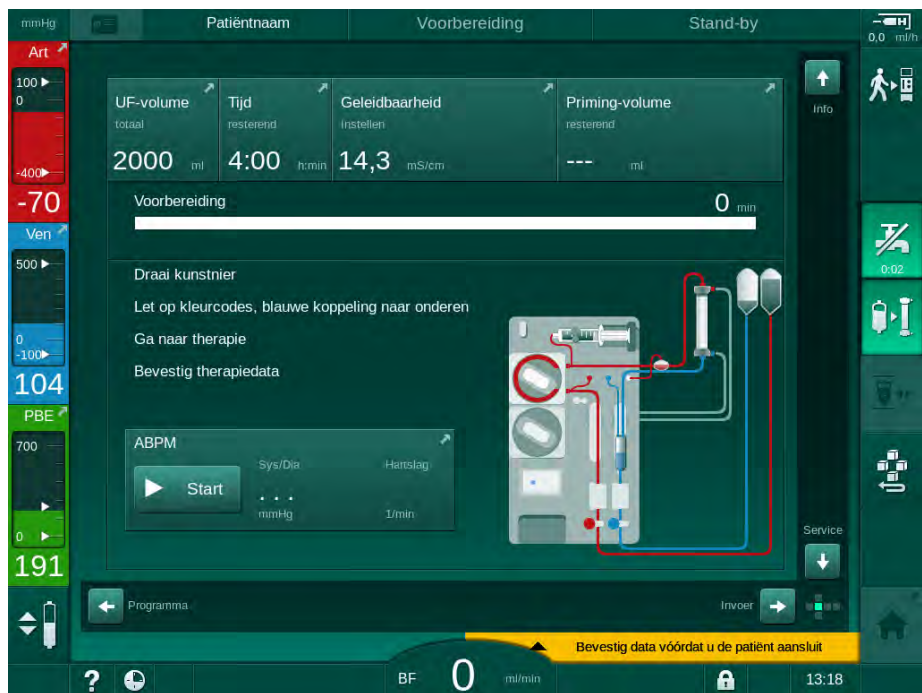 mmHg
Patiëntnaam
Voorbereiding
Stand-by
0,0 ml/h
Art
100
0
-400
-70
Ven
500
0
-100
104
PBE
700
0
191
UF-volume
totaal
2000 ml
Tijd
resterend
4:00 h:min
Geleidbaarheid
instellen
14,3 mS/cm
Priming-volume
resterend
--- ml
info
Voorbereiding
0 min
Draai kunstnier
Let op kleurcodes, blauwe koppeling naar onderen
Ga naar therapie
Bevestig therapiedata
ABPM
Start
Sys/Dia
. . .
mmHg
Hartslag
1/min
0:02
Service
Programma
Invoer
Bevestig data vóórdat u de patiënt aansluit
?
BF 0 ml/min
13:18